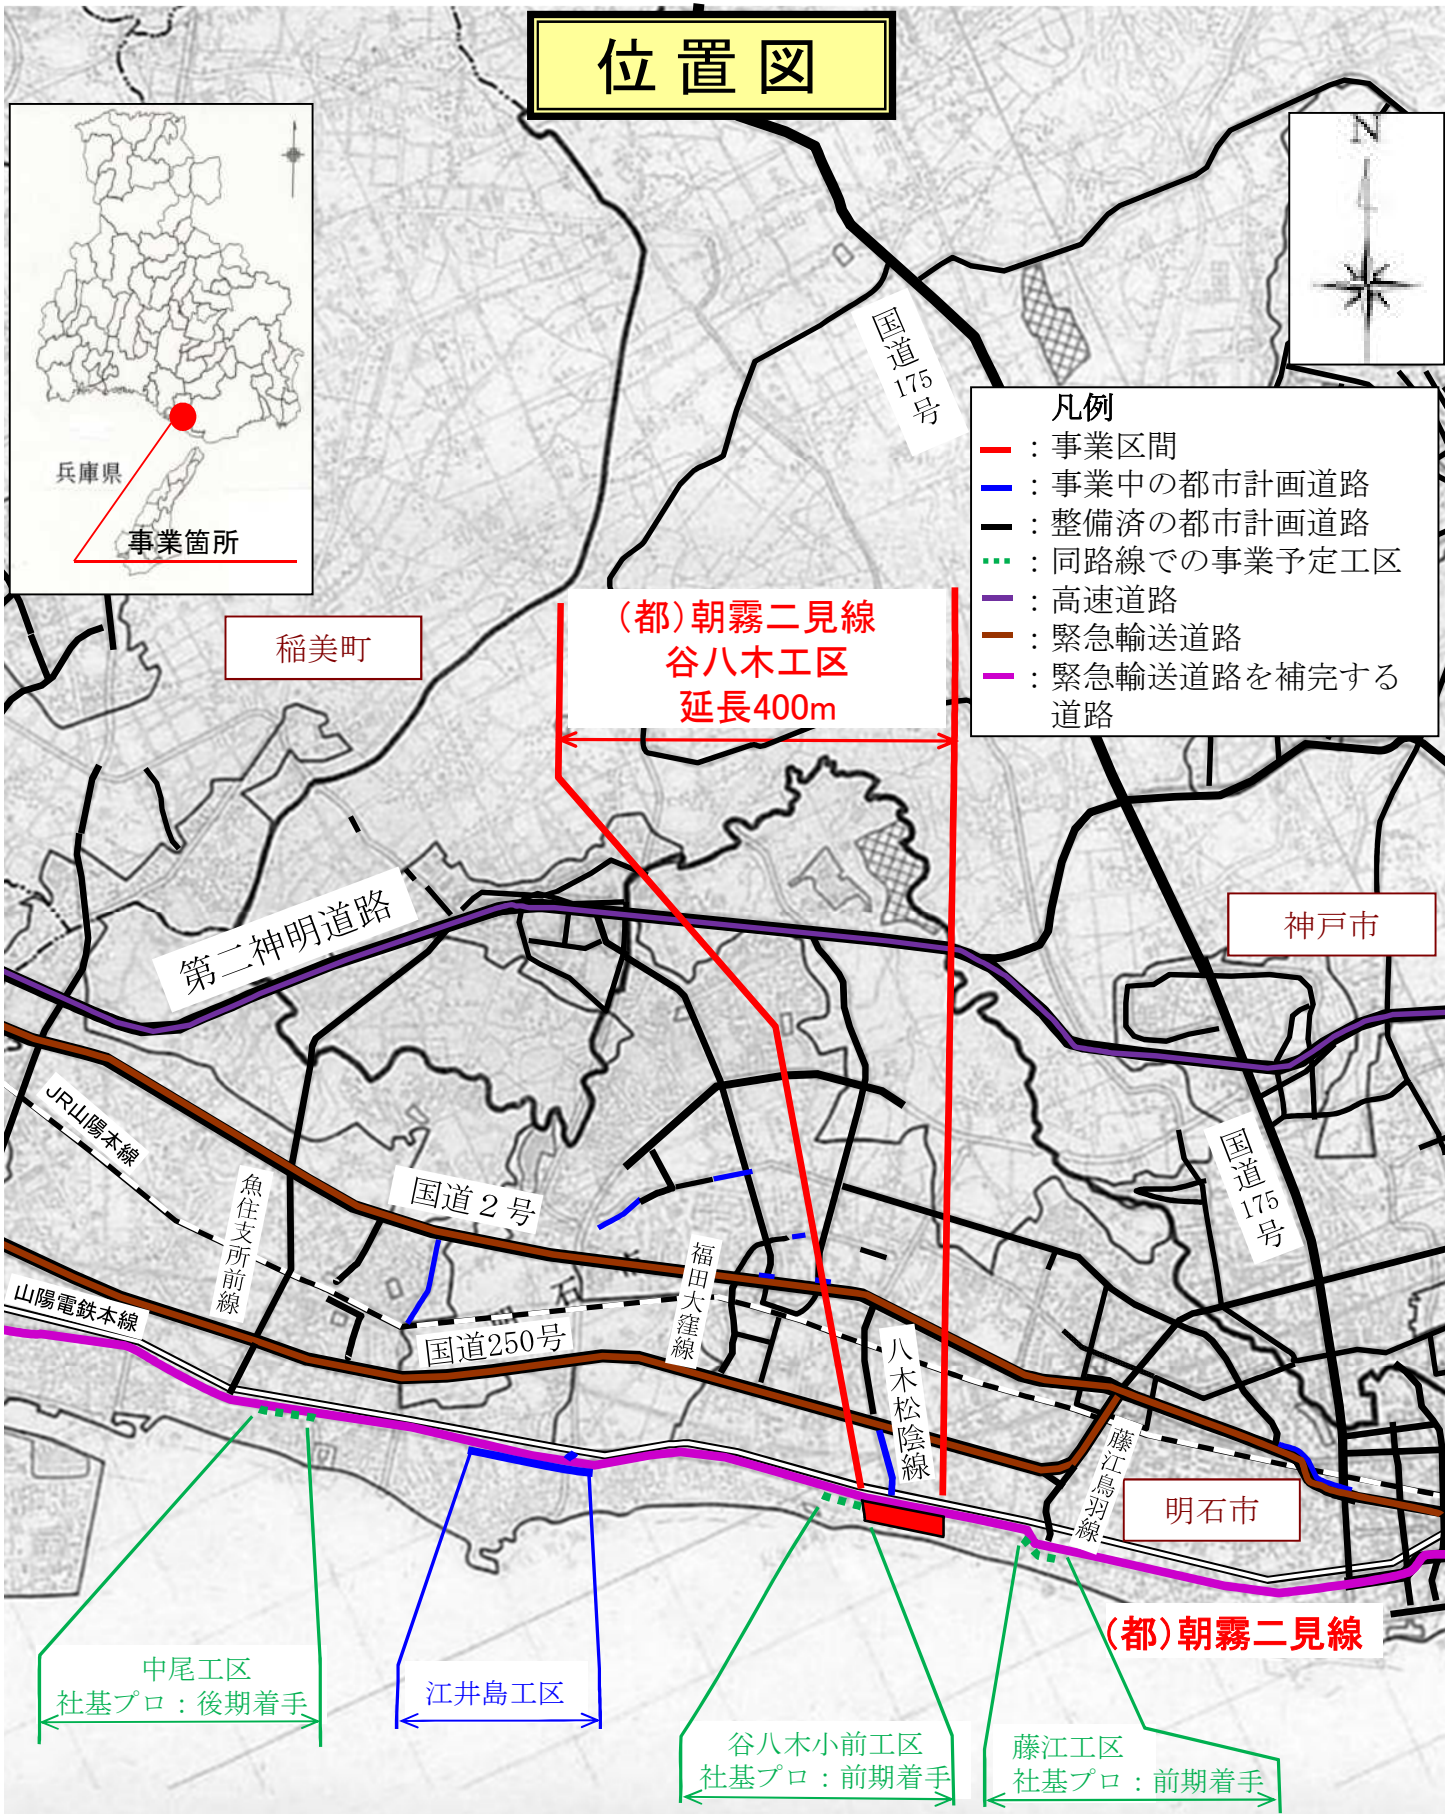 位置図
N
兵庫県
事業箇所
国道175号
凡例
：事業区間
：事業中の都市計画道路
：整備済の都市計画道路
：同路線での事業予定工区
：高速道路
：緊急輸送道路
：緊急輸送道路を補完する
道路
稲美町
（都）朝霧二見線
谷八木工区
延長400m
第二神明道路
神戸市
JR山陽本線
魚住支所前線
国道２号
国道175号
福田大窪線
山陽電鉄本線
国道250号
八木松陰線
藤江鳥羽線
明石市
（都）朝霧二見線
中尾工区
社基プロ：後期着手
江井島工区
谷八木小前工区
社基プロ：前期着手
藤江工区
社基プロ：前期着手